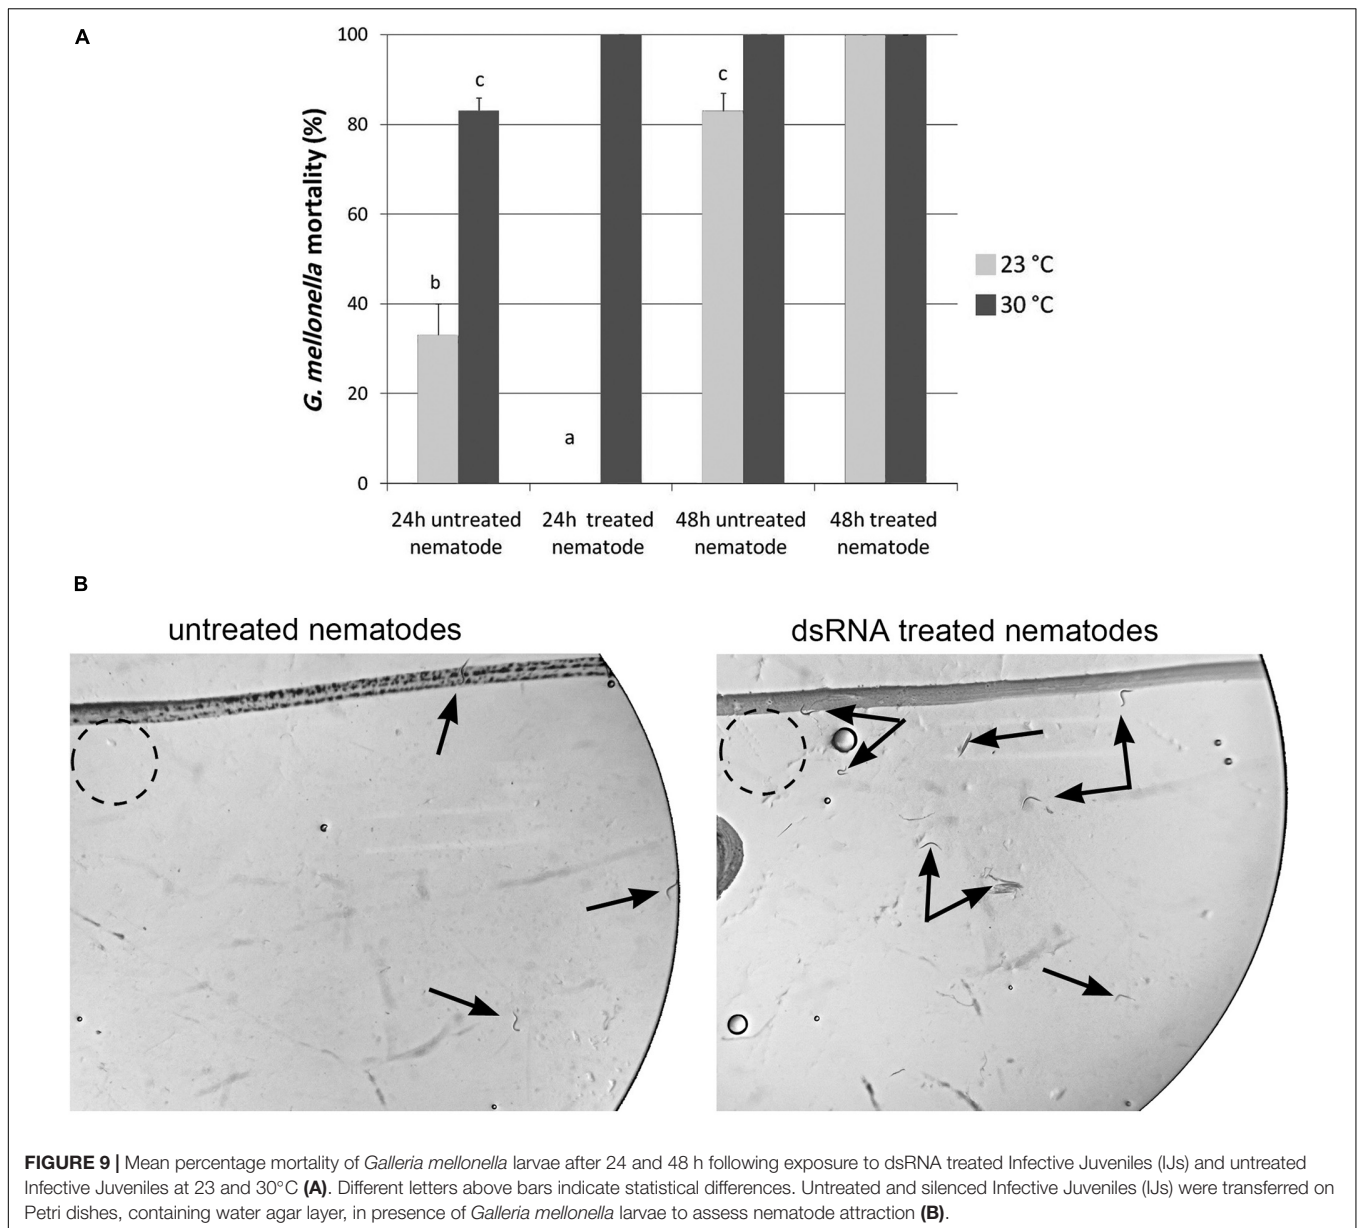 A
100
80
60
40
20
0
G. mellonella mortality (%)
b
c
a
c
23 °C
30 °C
24h untreated
nematode
24h treated
nematode
48h untreated
nematode
48h treated
nematode
B
untreated nematodes
dsRNA treated nematodes
FIGURE 9 | Mean percentage mortality of Galleria mellonella larvae after 24 and 48 h following exposure to dsRNA treated Infective Juveniles (IJs) and untreated
Infective Juveniles at 23 and 30°C (A). Different letters above bars indicate statistical differences. Untreated and silenced Infective Juveniles (IJs) were transferred on
Petri dishes, containing water agar layer, in presence of Galleria mellonella larvae to assess nematode attraction (B).